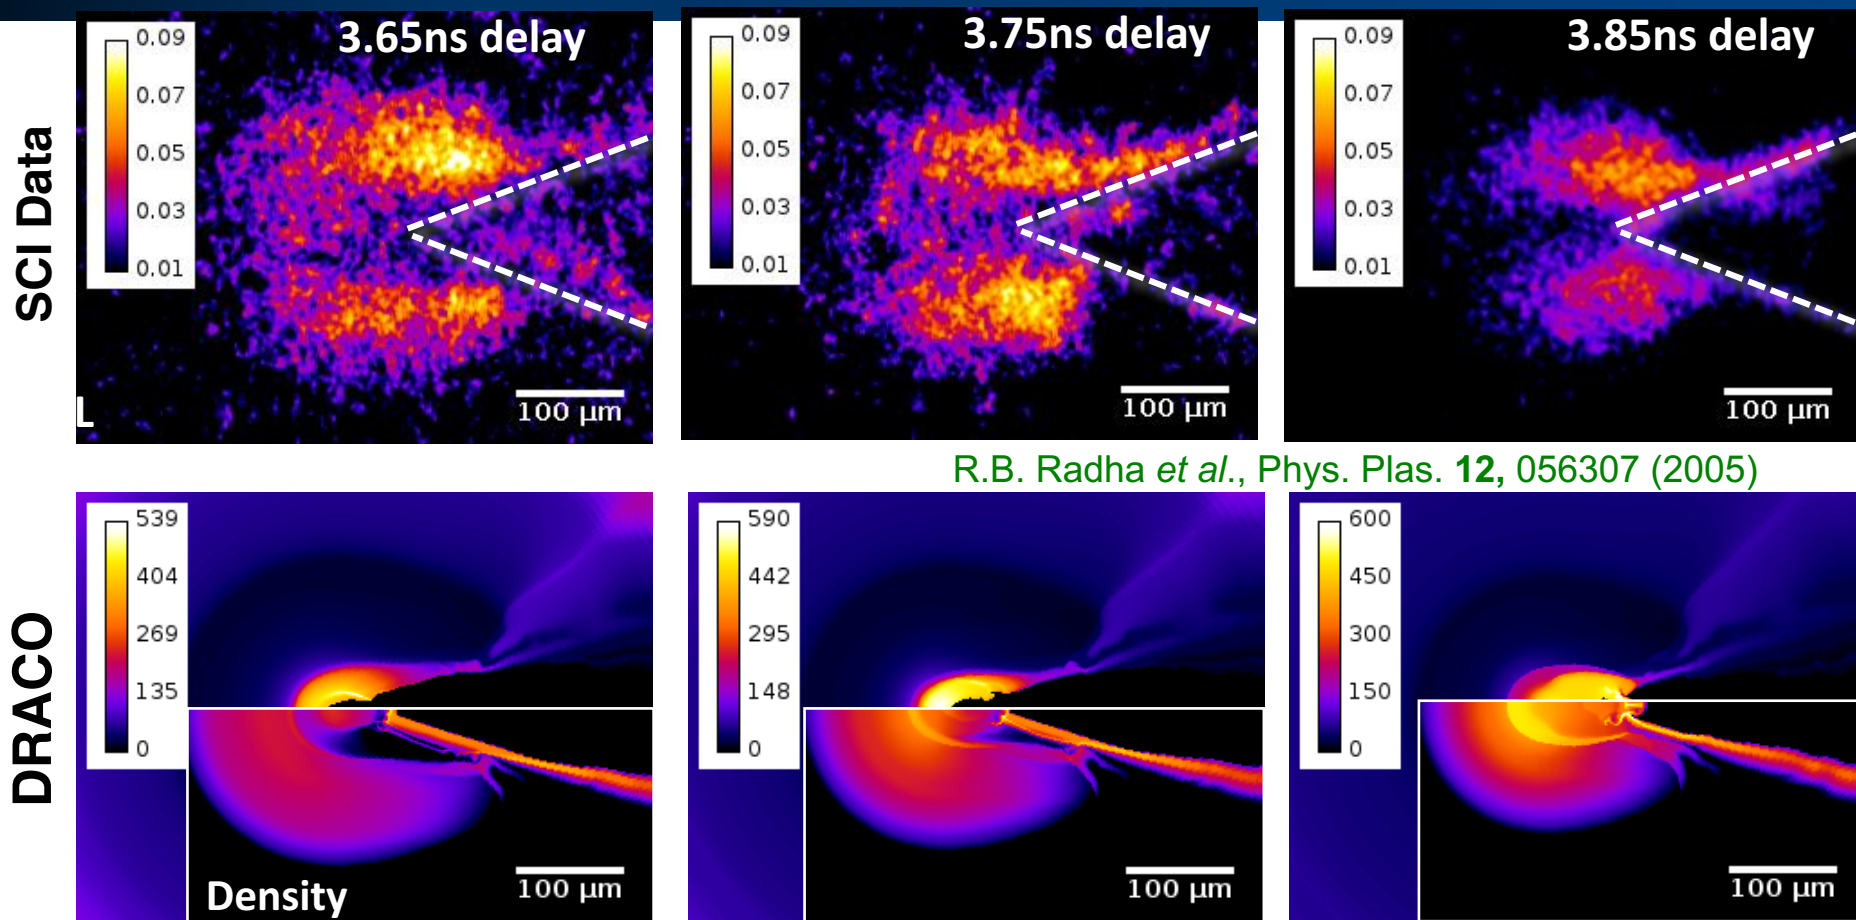 SCI Data
3.65ns delay
0.09
0.07
0.05
0.03
0.01
L
100 µm
3.75ns delay
0.09
0.07
0.05
0.03
0.01
100 µm
3.85ns delay
0.09
0.07
0.05
0.03
0.01
100 µm
R.B. Radha et al., Phys. Plas. 12, 056307 (2005)
DRACO
539
404
269
135
0
Density
100 µm
590
442
295
148
0
100 µm
600
450
300
150
0
100 µm